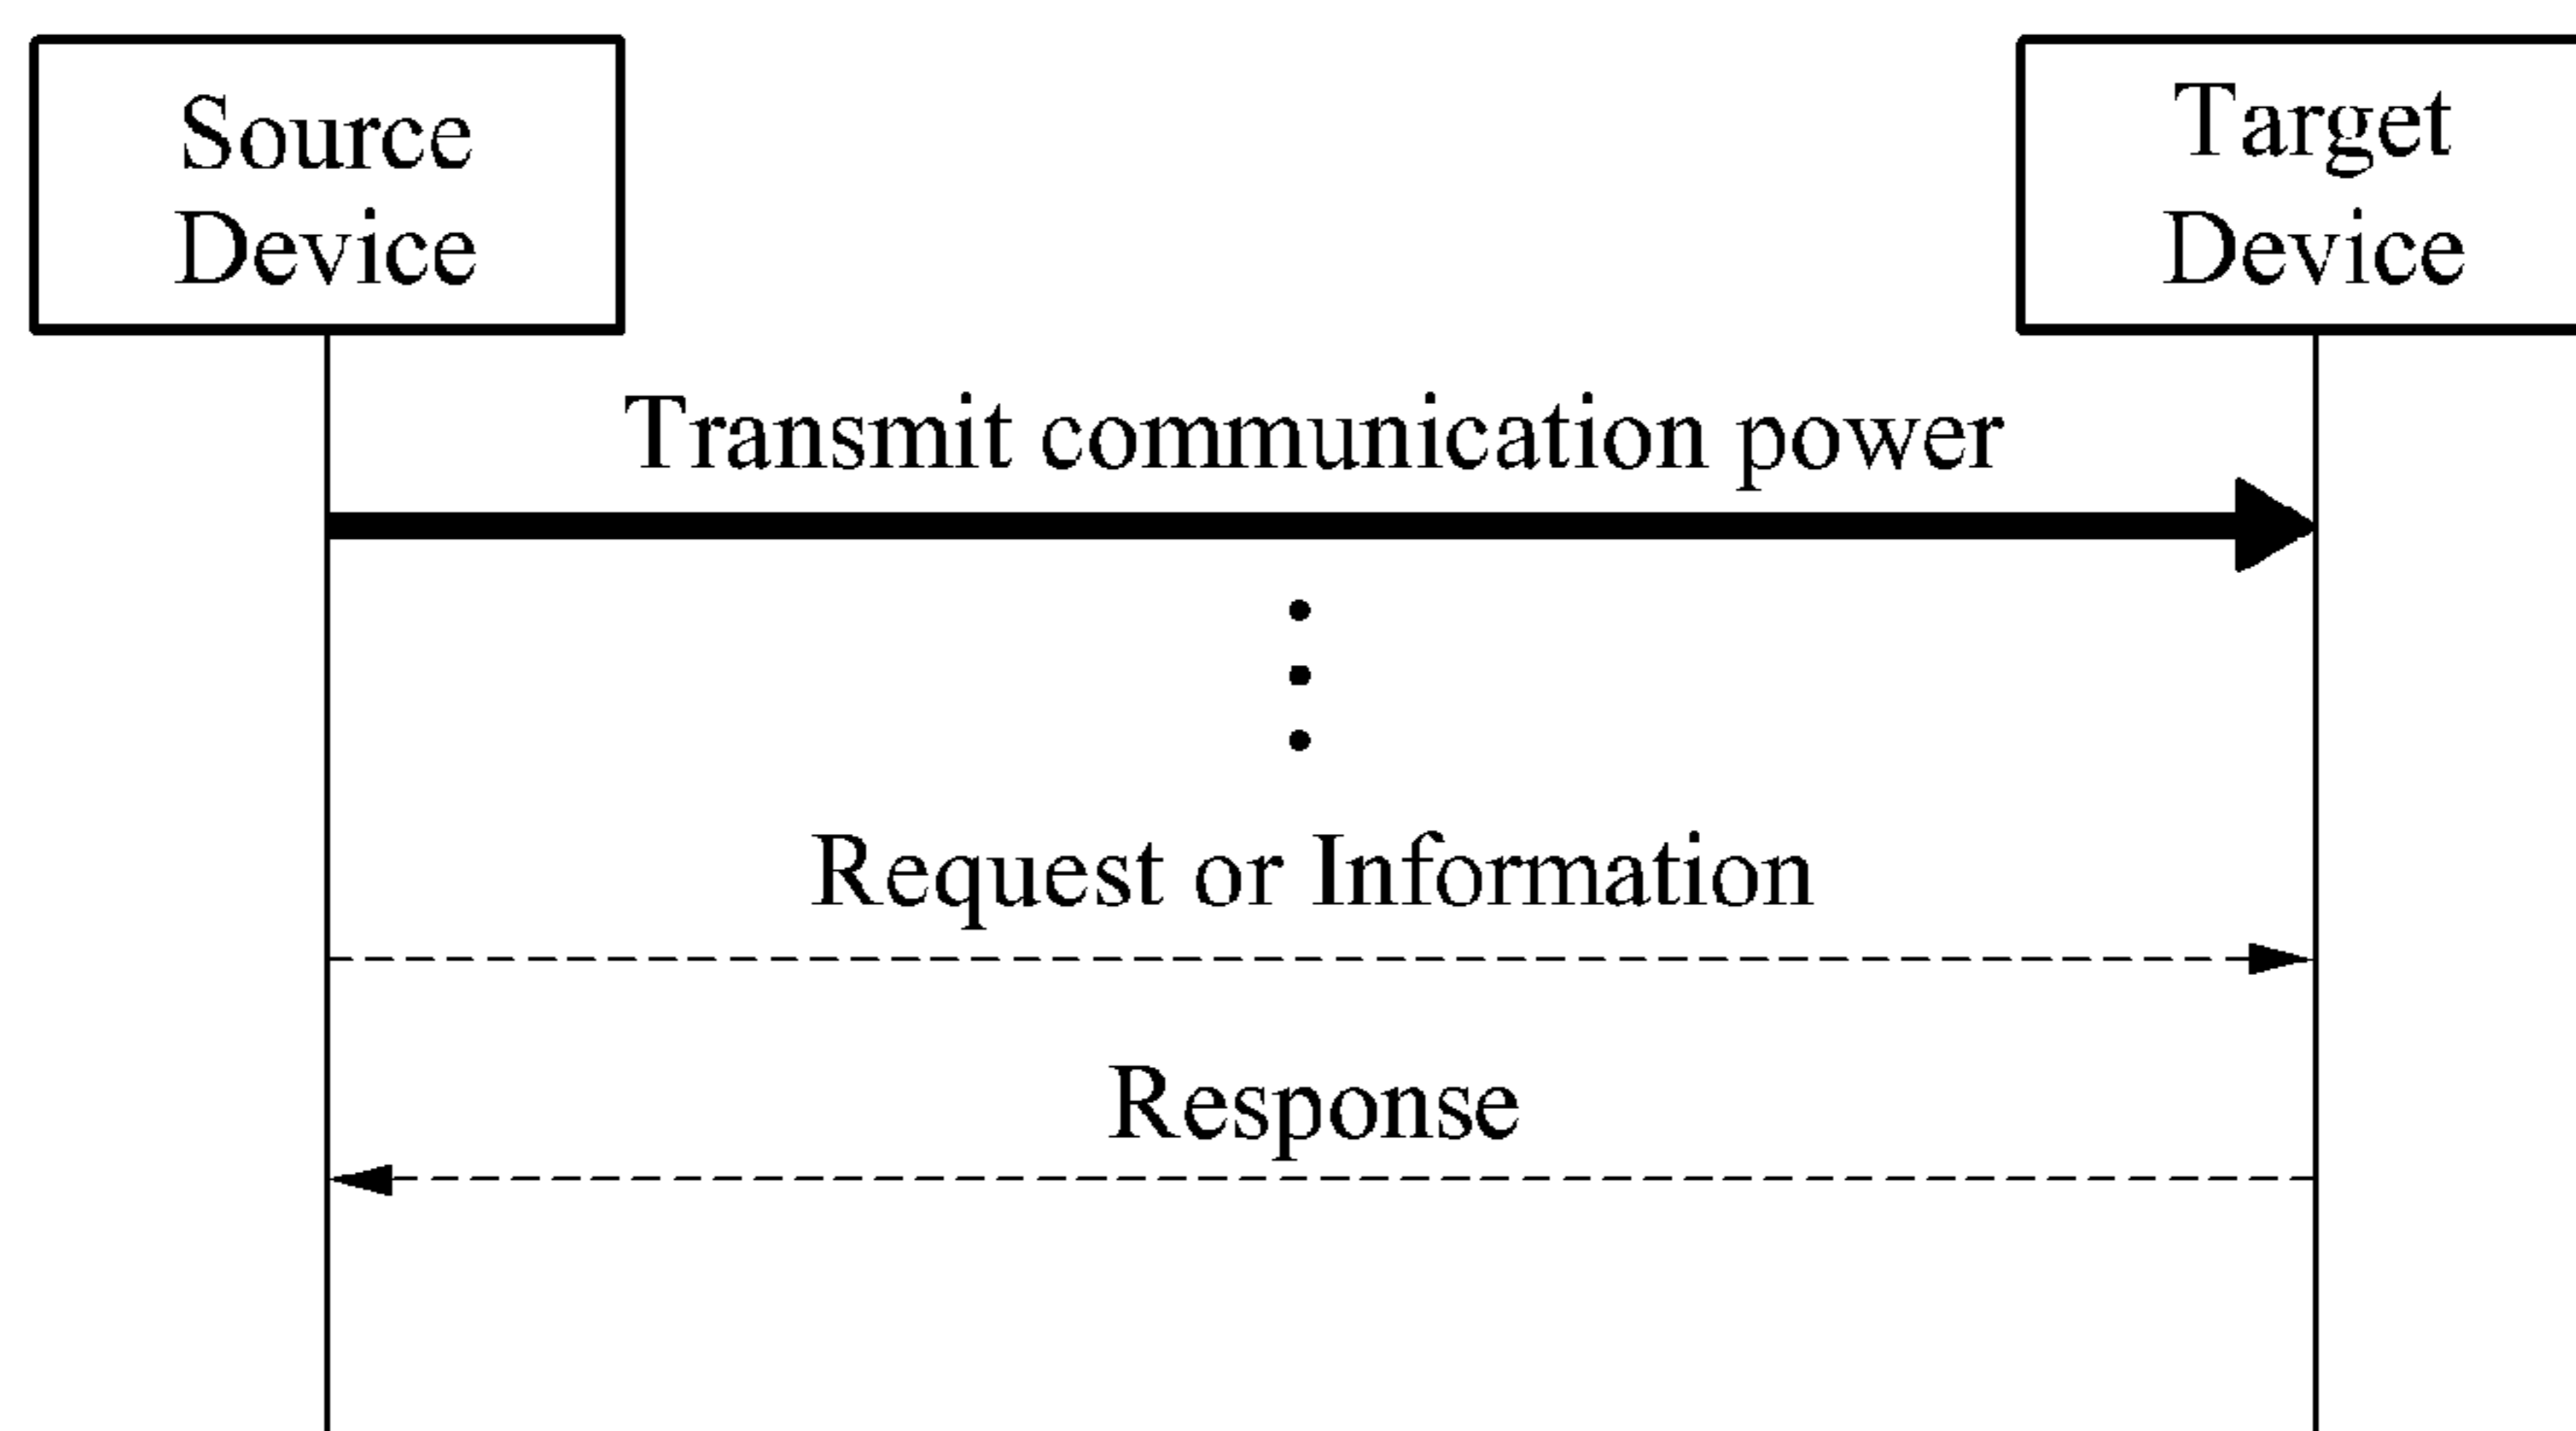 Source
Device
Target
Device
Transmit communication power
Request or Information
Response